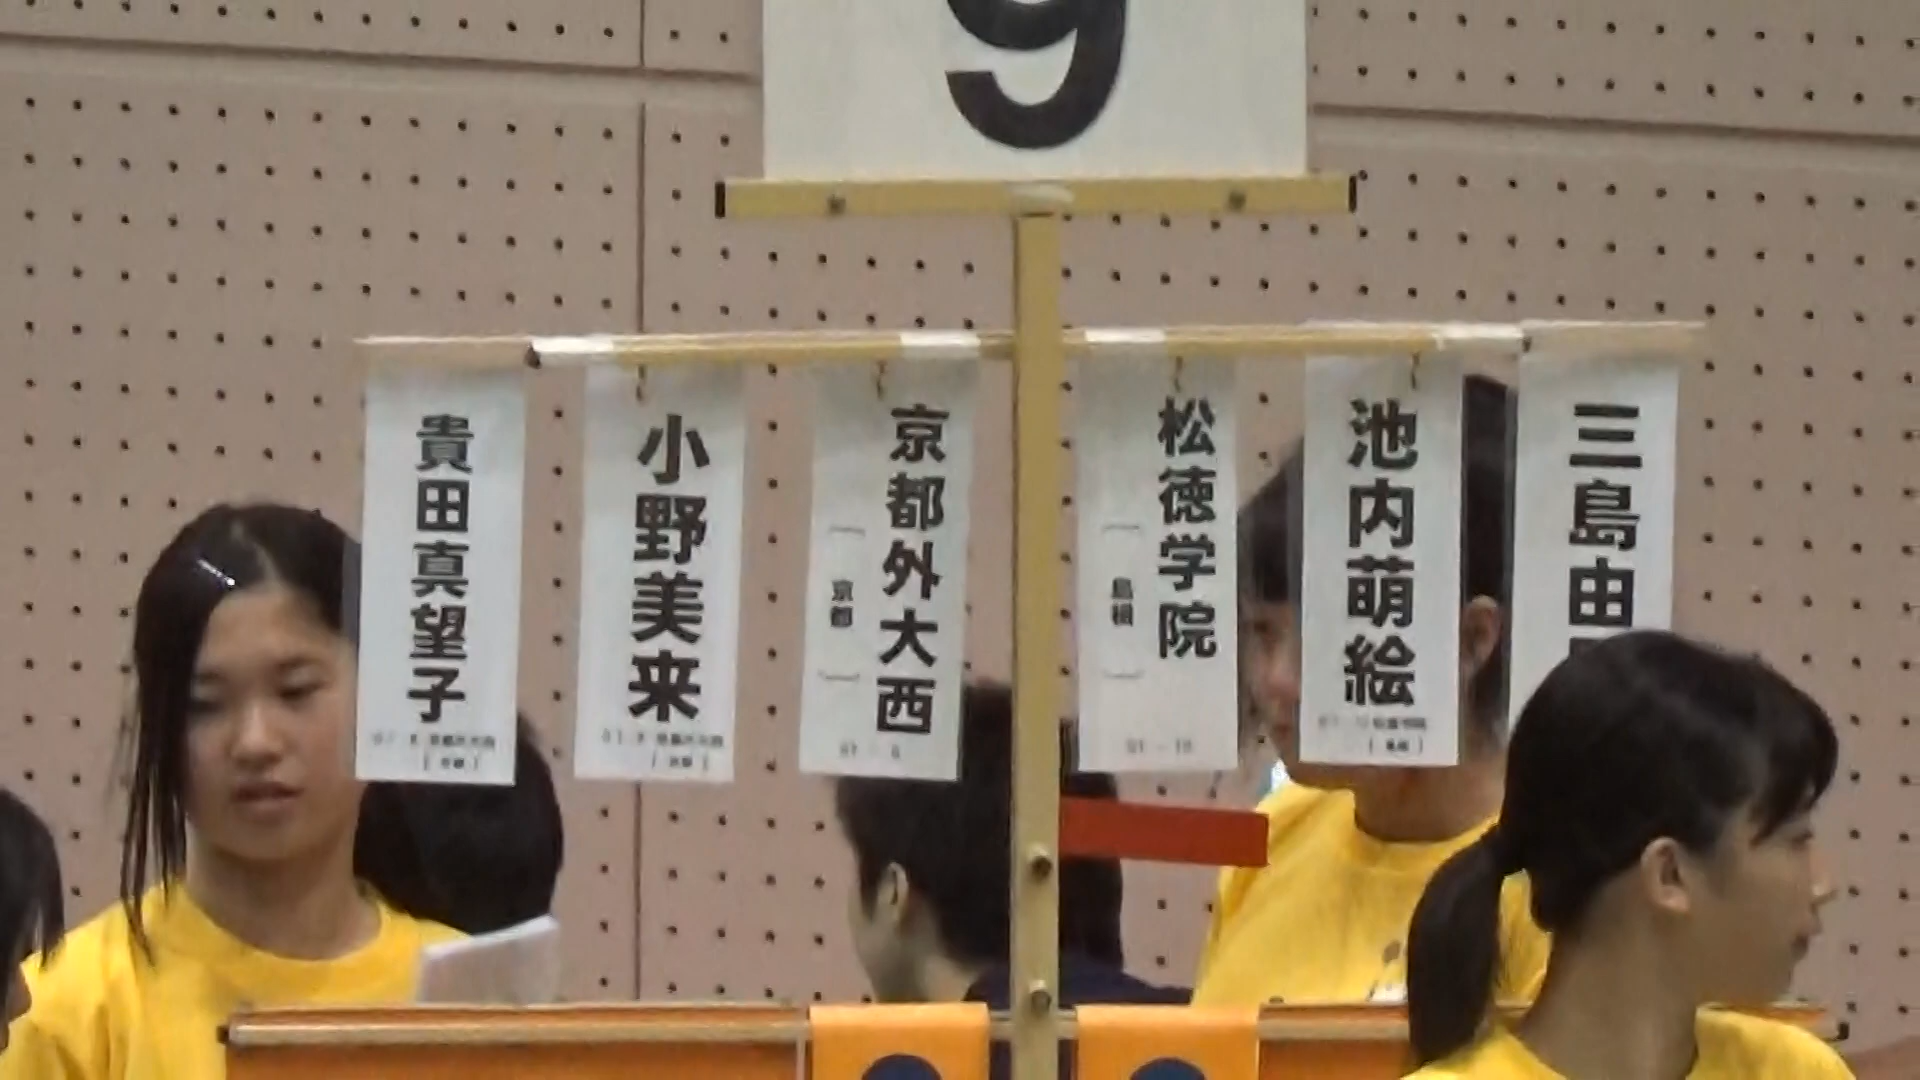 9
貴田真望子
小野美来
京都外大西
(京都)
松徳学院
(島根)
池内萌絵
三島由